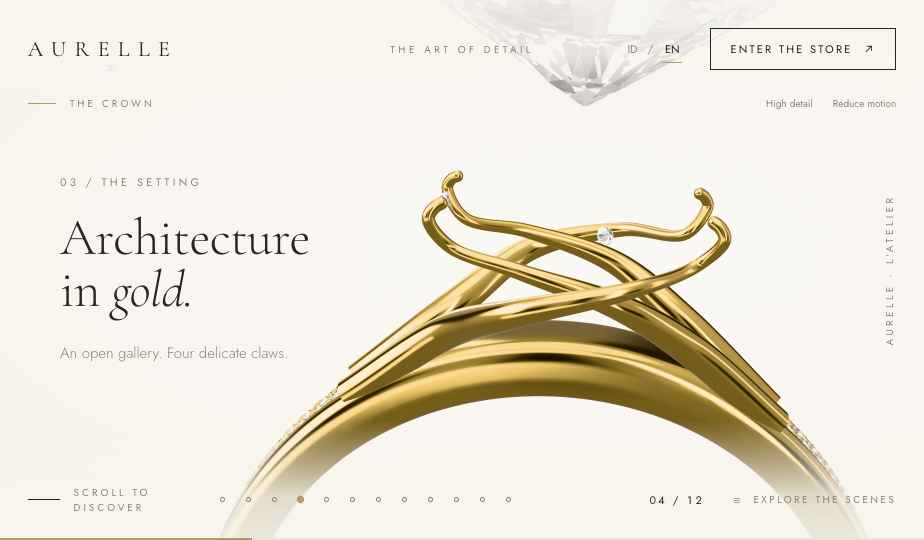 AURELLE
THE ART OF DETAIL
ID / EN
ENTER THE STORE
THE CROWN
High detail
Reduce motion
03 / THE SETTING
Architecture
in gold.
An open gallery. Four delicate claws.
AURELLE · L'ATELIER
SCROLL TO
DISCOVER
04 / 12
EXPLORE THE SCENES